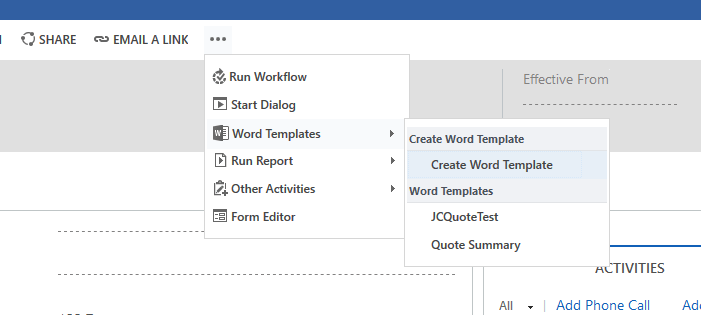 SHARE
EMAIL A LINK
Run Workflow
Effective From
Start Dialog
Word Templates
Create Word Template
Run Report
Create Word Template
Other Activities
Word Templates
Form Editor
JCQuoteTest
Quote Summary
ACTIVITIES
All
Add Phone Call